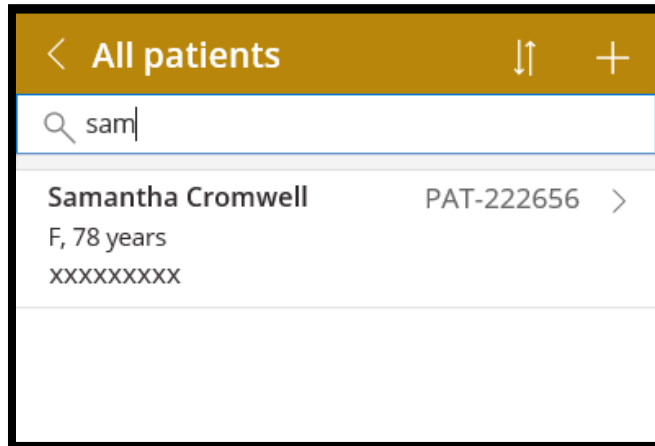 All patients
sam
Samantha Cromwell PAT-222656
F, 78 years
xxxxxxxxx